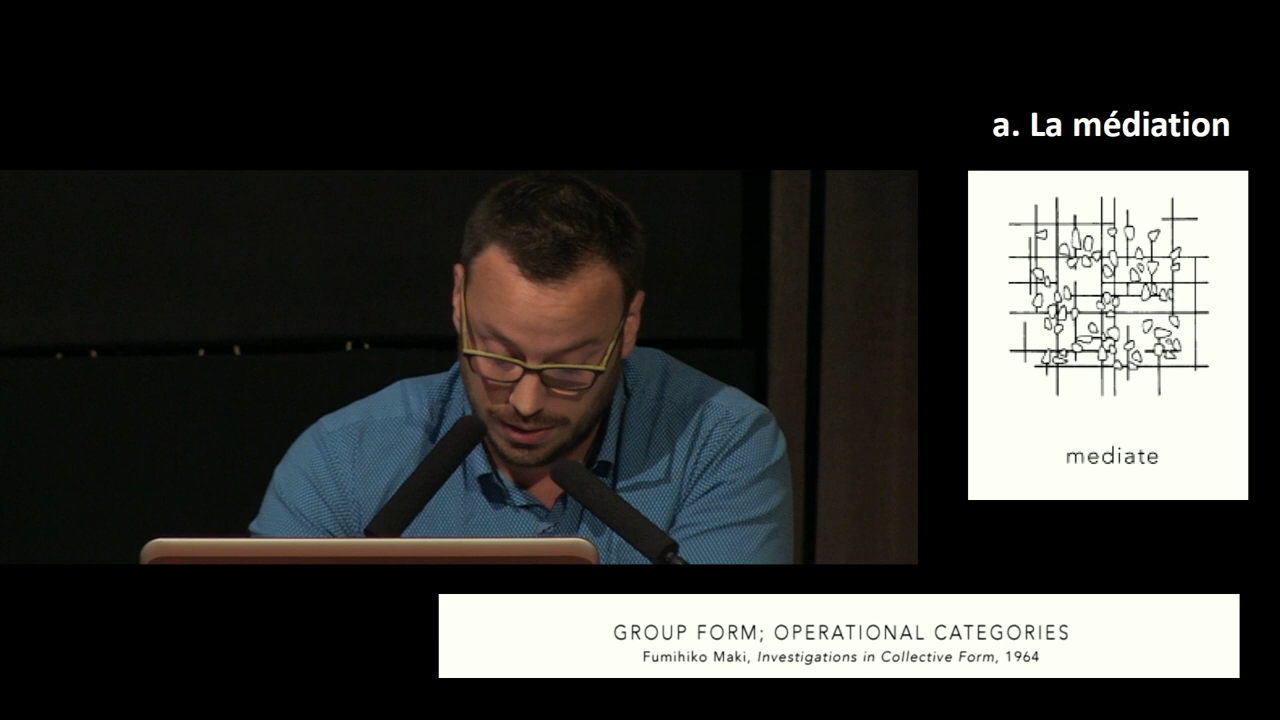 a. La médiation
mediate
GROUP FORM; OPERATIONAL CATEGORIES
Fumihiko Maki, Investigations in Collective Form, 1964